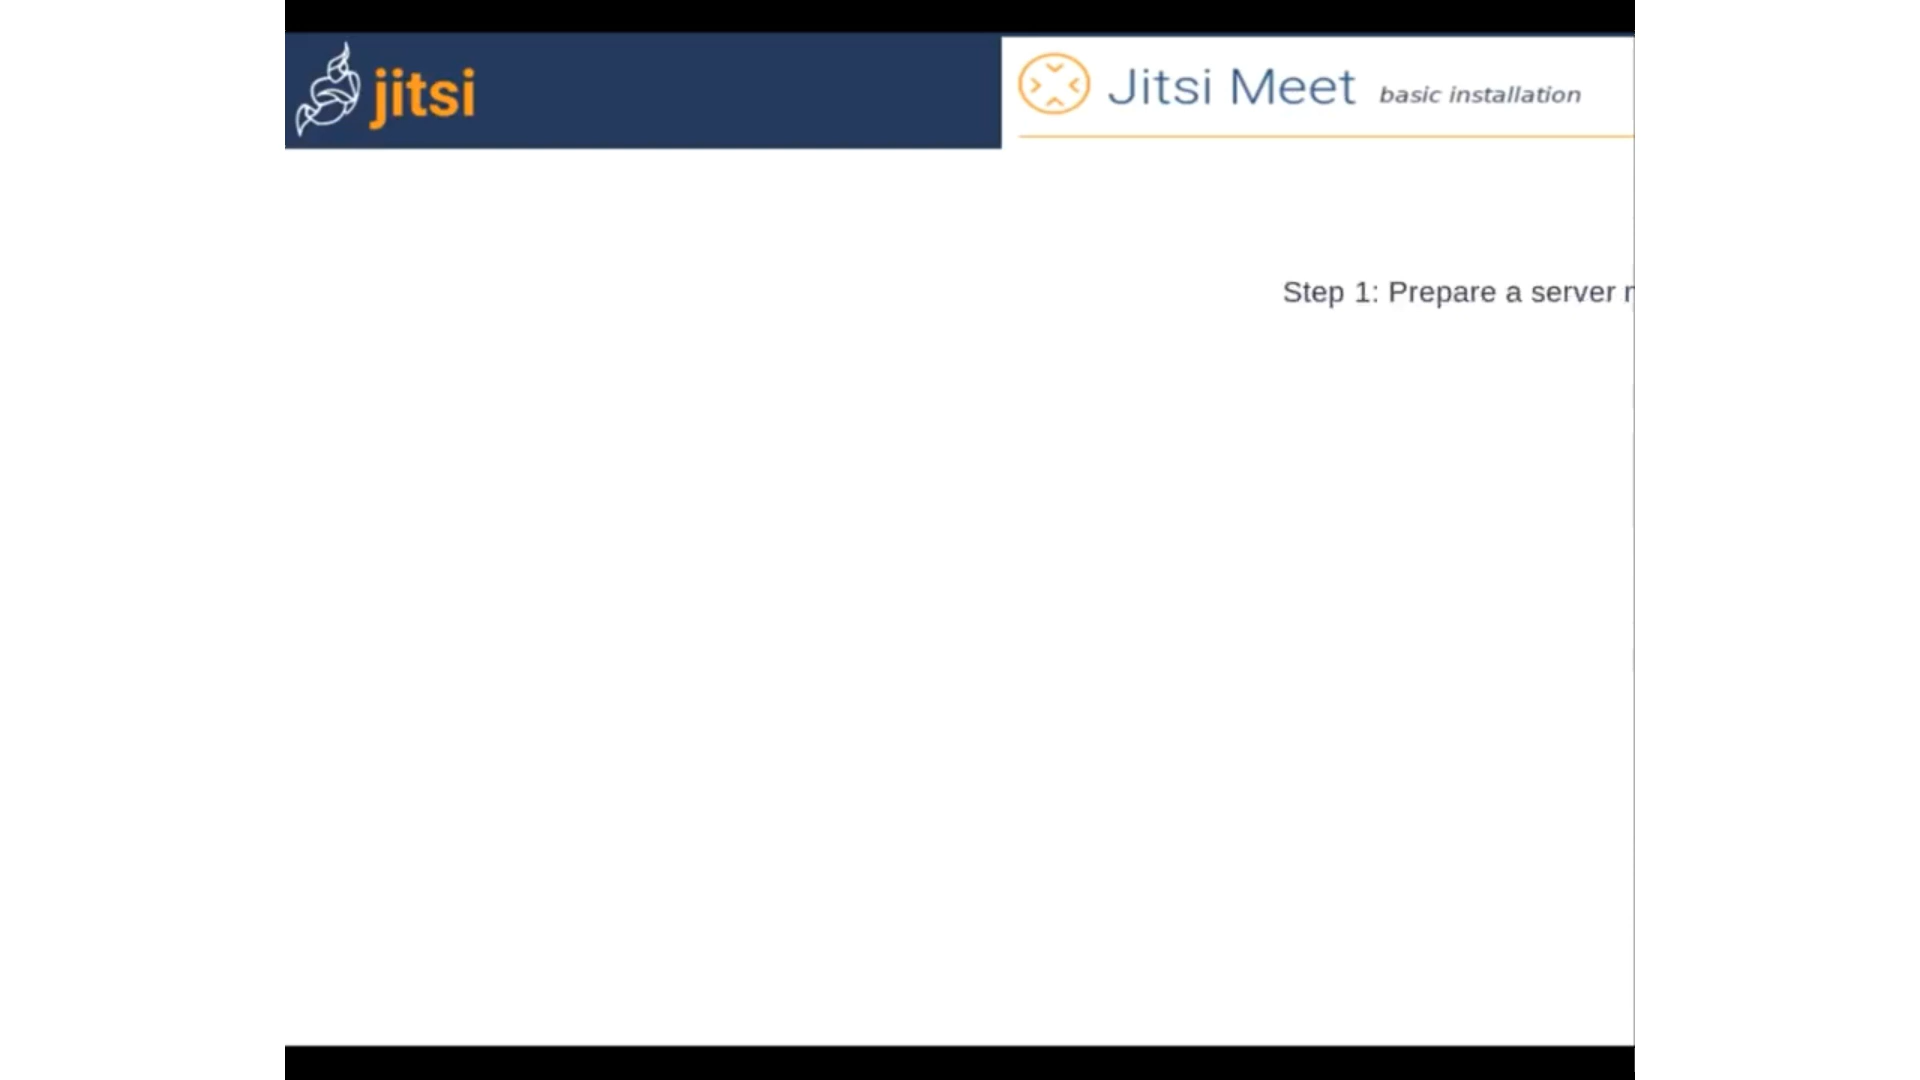 jitsi
Jitsi Meet basic installation
Step 1: Prepare a server